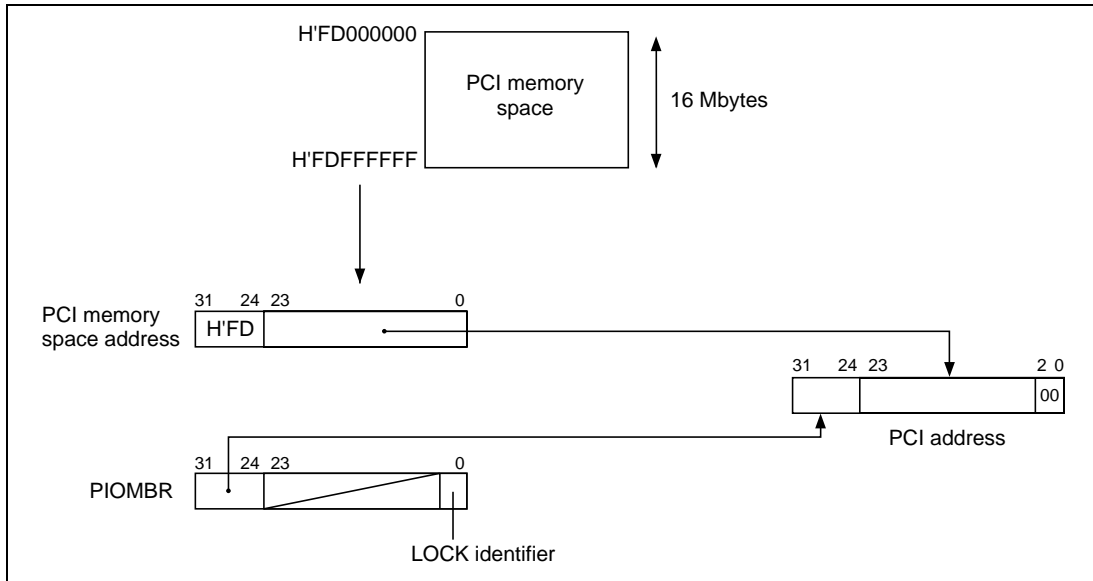 H'FD000000
PCI memory
space
16 Mbytes
H'FDFFFFFF
31 24 23 0
PCI memory
space address
H'FD
31 24 23 2 0
00
PCI address
31 24 23 0
PIOMBR
LOCK identifier